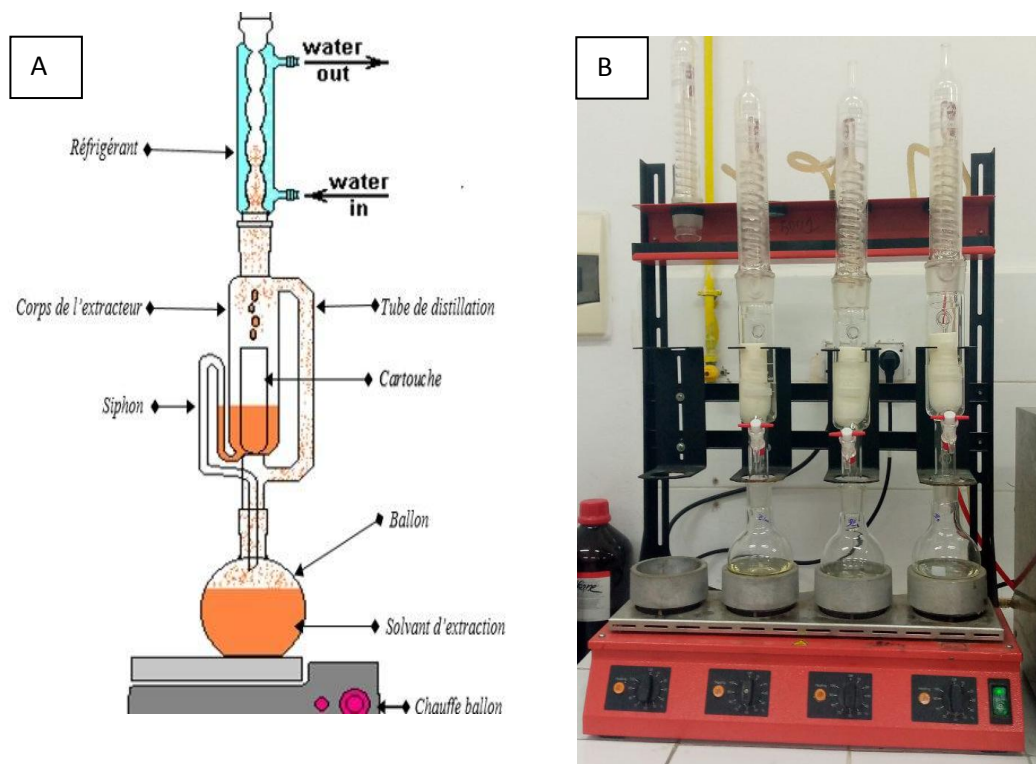 A
water
out
Réfrigérant
water
in
Corps de l'extracteur
Tube de distillation
Cartouche
Siphon
Ballon
Solvant d'extraction
Chauffe ballon
B